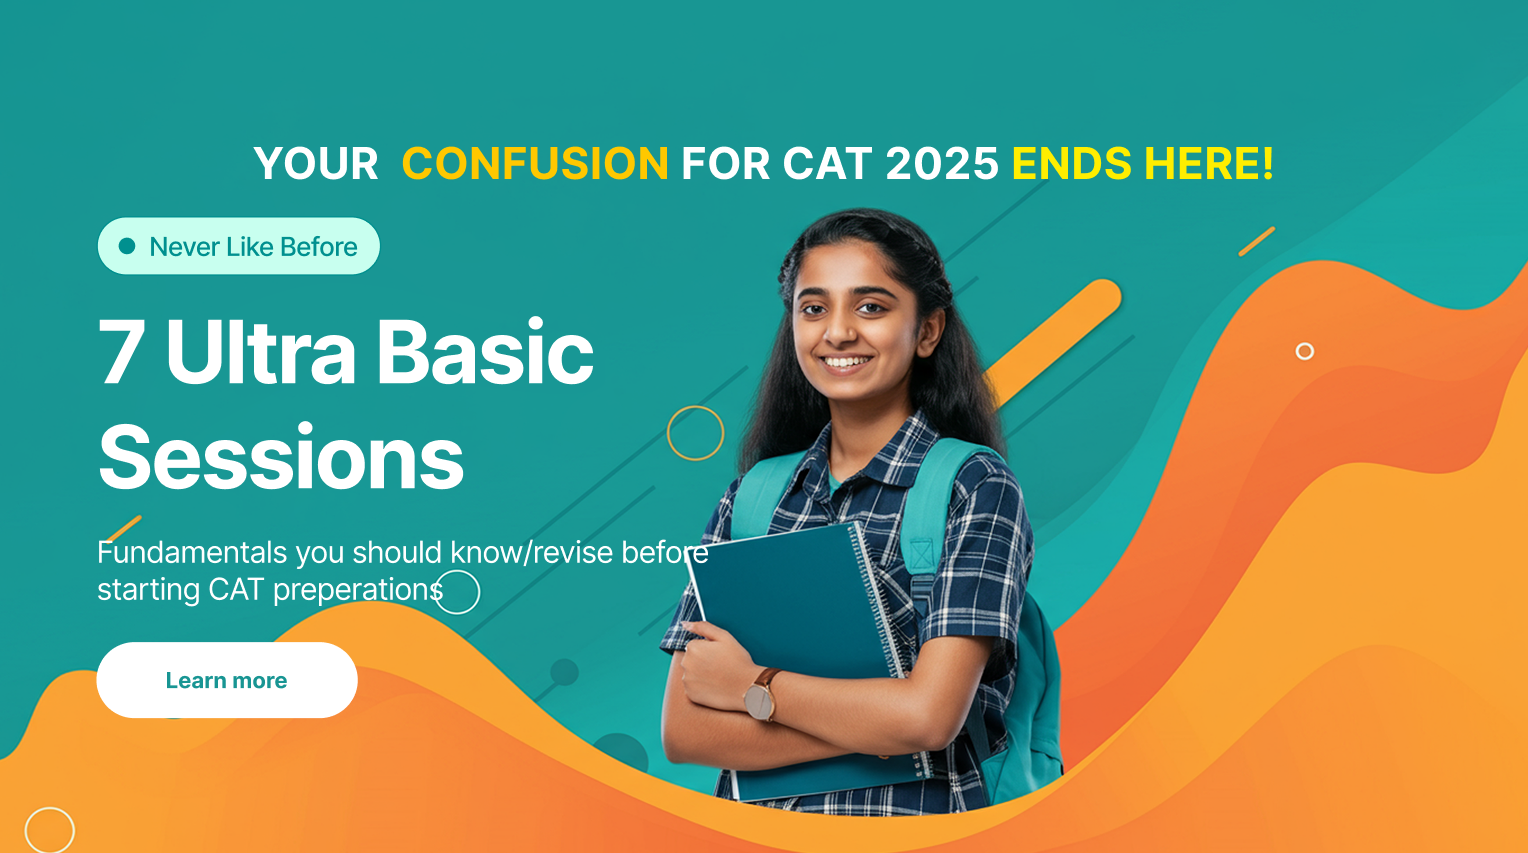 YOUR CONFUSION FOR CAT 2025 ENDS HERE!
Never Like Before
7 Ultra Basic
Sessions
Fundamentals you should know/revise before
starting CAT preperations
Learn more